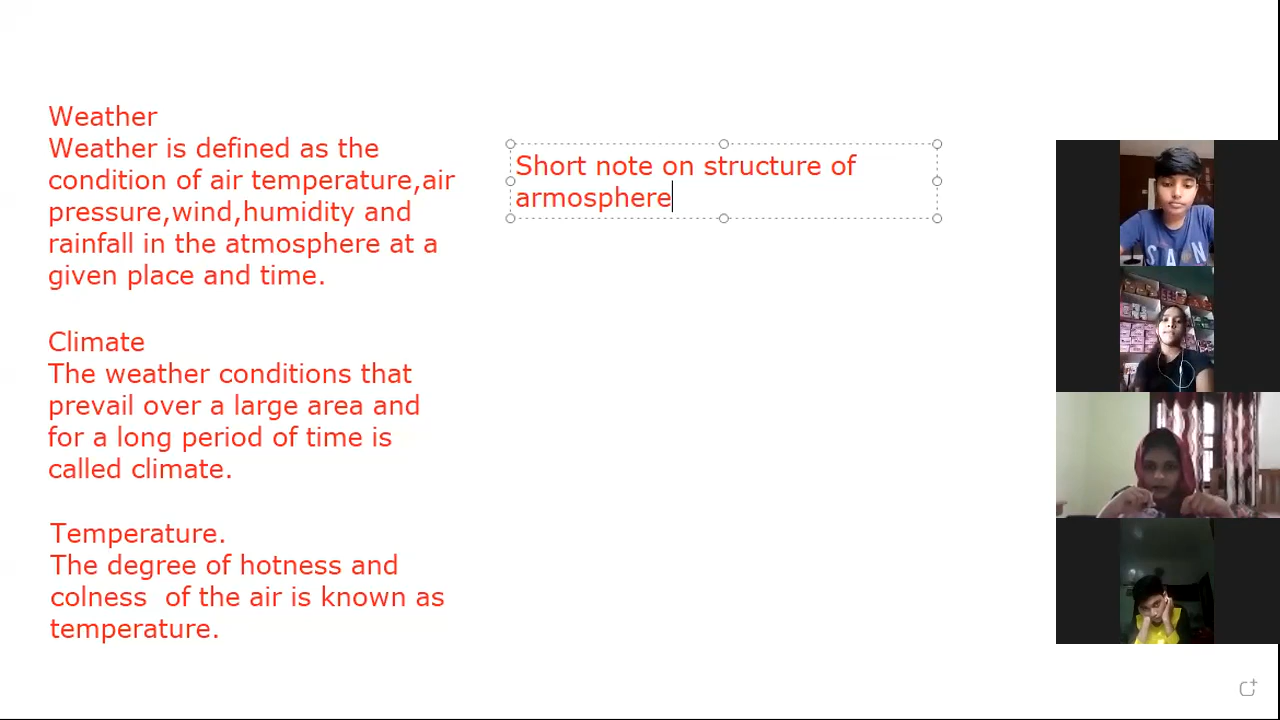 Weather
Weather is defined as the
condition of air temperature,air
pressure,wind,humidity and
rainfall in the atmosphere at a
given place and time.
Climate
The weather conditions that
prevail over a large area and
for a long period of time is
called climate.
Temperature.
The degree of hotness and
colness  of the air is known as
temperature.
Short note on structure of
armosphere
SAN